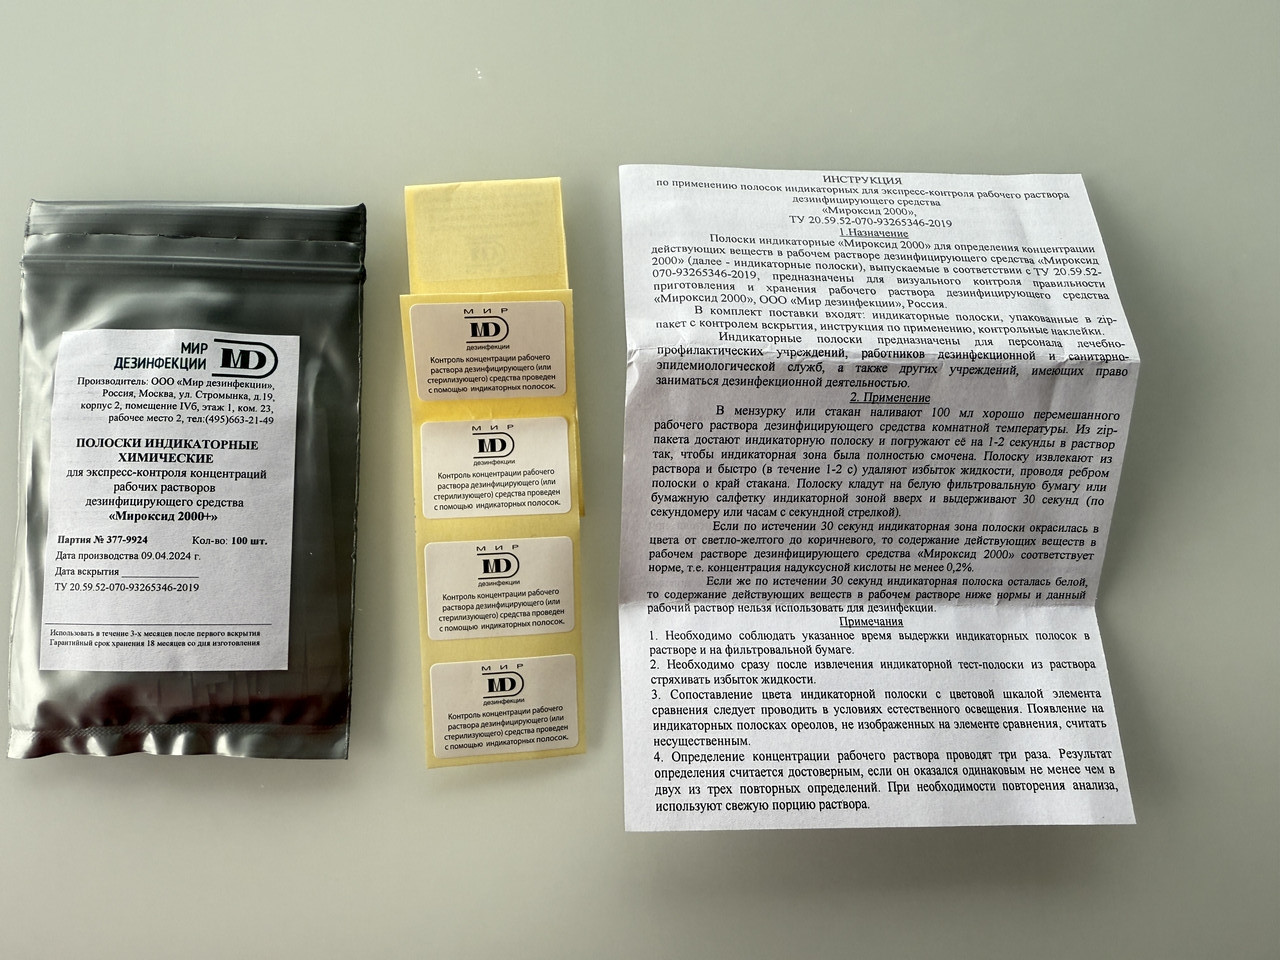 МИР
ДЕЗИНФЕКЦИИ
MD
Производитель: ООО «Мир дезинфекции»,
Россия, Москва, ул. Стромынка, д.19,
корпус 2, помещение IV6, этаж 1, ком. 23,
рабочее место 2, тел:(495)663-21-49
ПОЛОСКИ ИНДИКАТОРНЫЕ
ХИМИЧЕСКИЕ
для экспресс-контроля концентраций
рабочих растворов
дезинфицирующего средства
«Мироксид 2000+»
Партия № 377-9924 Кол-во: 100 шт.
Дата производства 09.04.2024 г.
Дата вскрытия
ТУ 20.59.52-070-93265346-2019
Использовать в течение 3-х месяцев после первого вскрытия
Гарантийный срок хранения 18 месяцев со дня изготовления
МИР
MD
дезинфекции
Контроль концентрации рабочего
раствора дезинфицирующего (или
стерилизующего) средства проведен
с помощью индикаторных полосок.
МИР
MD
дезинфекции
Контроль концентрации рабочего
раствора дезинфицирующего (или
стерилизующего) средства проведен
с помощью индикаторных полосок.
МИР
MD
дезинфекции
Контроль концентрации рабочего
раствора дезинфицирующего (или
стерилизующего) средства проведен
с помощью индикаторных полосок.
МИР
MD
дезинфекции
Контроль концентрации рабочего
раствора дезинфицирующего (или
стерилизующего) средства проведен
с помощью индикаторных полосок.
ИНСТРУКЦИЯ
по применению полосок индикаторных для экспресс-контроля рабочего раствора
дезинфицирующего средства
«Мироксид 2000»,
ТУ 20.59.52-070-93265346-2019
1.Назначение
Полоски индикаторные «Мироксид 2000» для определения концентрации
действующих веществ в рабочем растворе дезинфицирующего средства «Мироксид
2000» (далее - индикаторные полоски), выпускаемые в соответствии с ТУ 20.59.52-
070-93265346-2019, предназначены для визуального контроля правильности
приготовления и хранения рабочего раствора дезинфицирующего средства
«Мироксид 2000», ООО «Мир дезинфекции», Россия.
В комплект поставки входят: индикаторные полоски, упакованные в zip-
пакет с контролем вскрытия, инструкция по применению, контрольные наклейки.
Индикаторные полоски предназначены для персонала лечебно-
профилактических учреждений, работников дезинфекционной и санитарно-
эпидемиологической служб, а также других учреждений, имеющих право
заниматься дезинфекционной деятельностью.
2. Применение
В мензурку или стакан наливают 100 мл хорошо перемешанного
рабочего раствора дезинфицирующего средства комнатной температуры. Из zip-
пакета достают индикаторную полоску и погружают её на 1-2 секунды в раствор
так, чтобы индикаторная зона была полностью смочена. Полоску извлекают из
раствора и быстро (в течение 1-2 с) удаляют избыток жидкости, проводя ребром
полоски о край стакана. Полоску кладут на белую фильтровальную бумагу или
бумажную салфетку индикаторной зоной вверх и выдерживают 30 секунд (по
секундомеру или часам с секундной стрелкой).
Если по истечении 30 секунд индикаторная зона полоски окрасилась в
цвета от светло-желтого до коричневого, то содержание действующих веществ в
рабочем растворе дезинфицирующего средства «Мироксид 2000» соответствует
норме, т.е. концентрация надуксусной кислоты не менее 0,2%.
Если же по истечении 30 секунд индикаторная полоска осталась белой,
то содержание действующих веществ в рабочем растворе ниже нормы и данный
рабочий раствор нельзя использовать для дезинфекции.
Примечания
1. Необходимо соблюдать указанное время выдержки индикаторных полосок в
растворе и на фильтровальной бумаге.
2. Необходимо сразу после извлечения индикаторной тест-полоски из раствора
стряхивать избыток жидкости.
3. Сопоставление цвета индикаторной полоски с цветовой шкалой элемента
сравнения следует проводить в условиях естественного освещения. Появление на
индикаторных полосках ореолов, не изображенных на элементе сравнения, считать
несущественным.
4. Определение концентрации рабочего раствора проводят три раза. Результат
определения считается достоверным, если он оказался одинаковым не менее чем в
двух из трех повторных определений. При необходимости повторения анализа,
используют свежую порцию раствора.